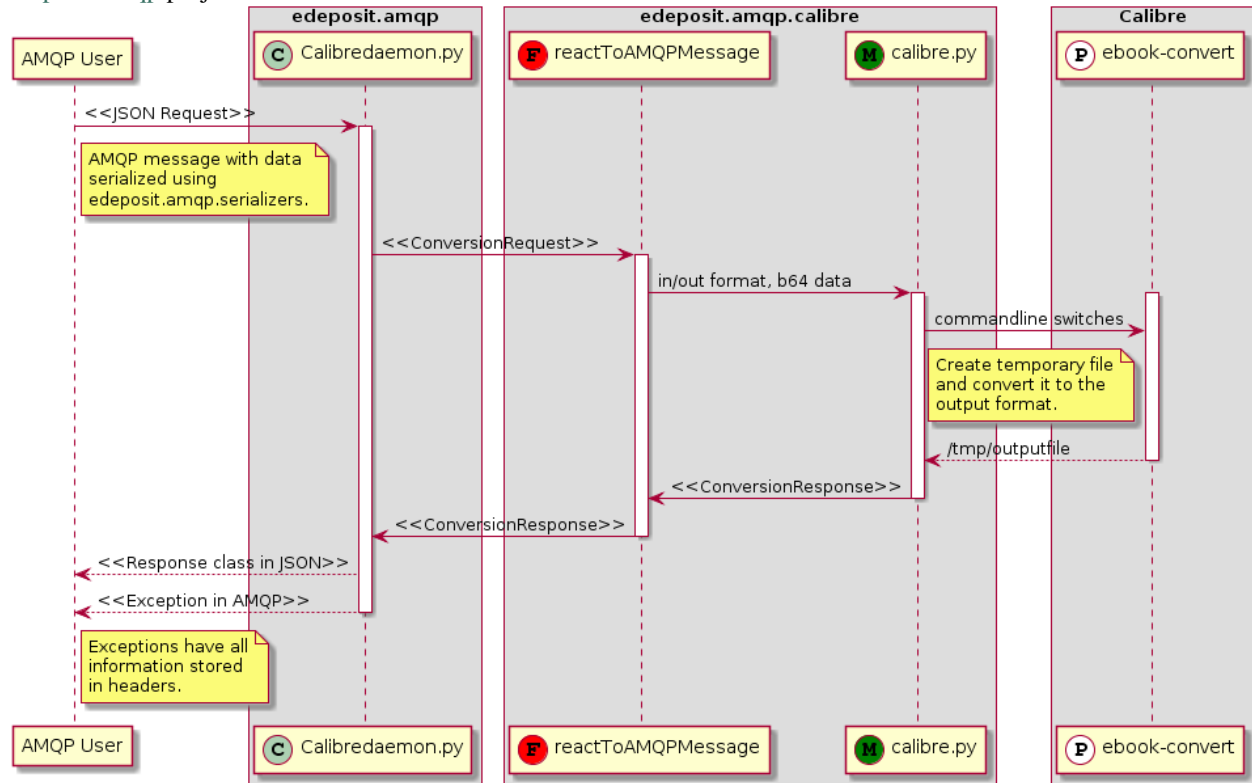 edeposit.amqp
edeposit.amqp.calibre
Calibre
AMQP User
C Calibredaemon.py
F reactToAMQPMessage
M calibre.py
P ebook-convert
<<JSON Request>>
AMQP message with data
serialized using
edeposit.amqp.serializers.
<<ConversionRequest>>
in/out format, b64 data
commandline switches
Create temporary file
and convert it to the
output format.
/tmp/outputfile
<<ConversionResponse>>
<<ConversionResponse>>
<<Response class in JSON>>
<<Exception in AMQP>>
Exceptions have all
information stored
in headers.
AMQP User
C Calibredaemon.py
F reactToAMQPMessage
M calibre.py
P ebook-convert